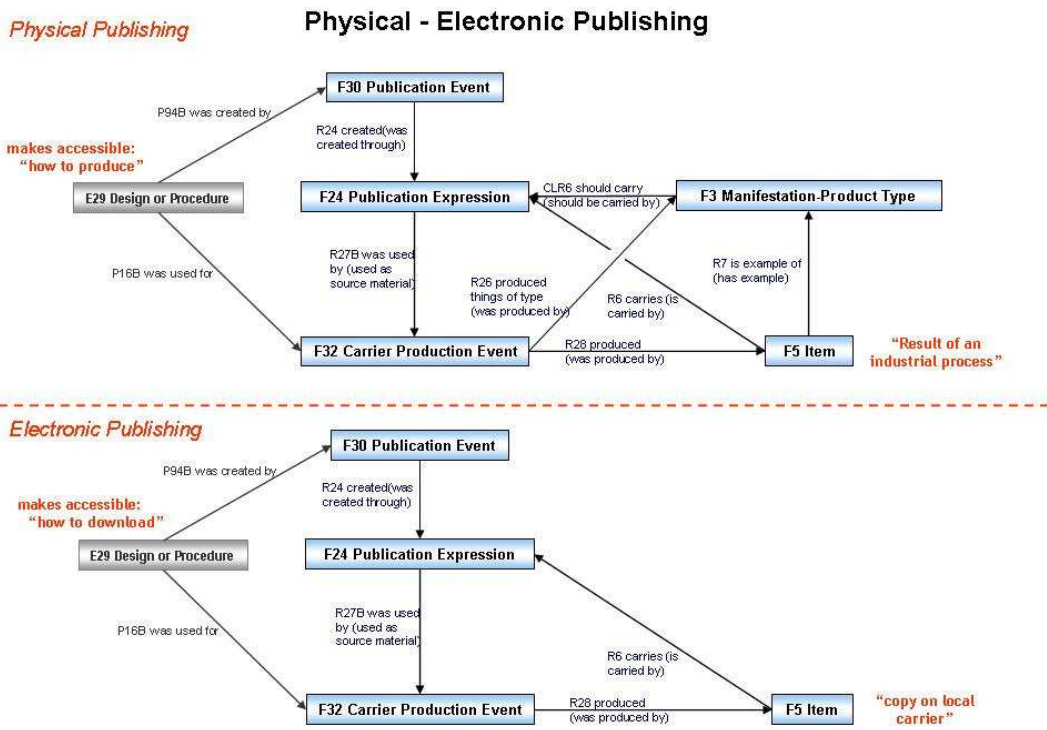 Physical - Electronic Publishing
Physical Publishing
F30 Publication Event
P94B was created by
R24 created(was
created through)
makes accessible:
"how to produce"
E29 Design or Procedure
F24 Publication Expression
CLR6 should carry
(should be carried by)
F3 Manifestation-Product Type
P16B was used for
R27B was used
by (used as
source material)
R26 produced
things of type
(was produced by)
R6 carries (is
carried by)
R7 is example of
(has example)
F32 Carrier Production Event
R28 produced
(was produced by)
F5 Item
"Result of an
industrial process"
Electronic Publishing
F30 Publication Event
P94B was created by
R24 created(was
created through)
makes accessible:
"how to download"
E29 Design or Procedure
F24 Publication Expression
P16B was used for
R27B was used
by (used as
source material)
R6 carries (is
carried by)
F32 Carrier Production Event
R28 produced
(was produced by)
F5 Item
"copy on local
carrier"